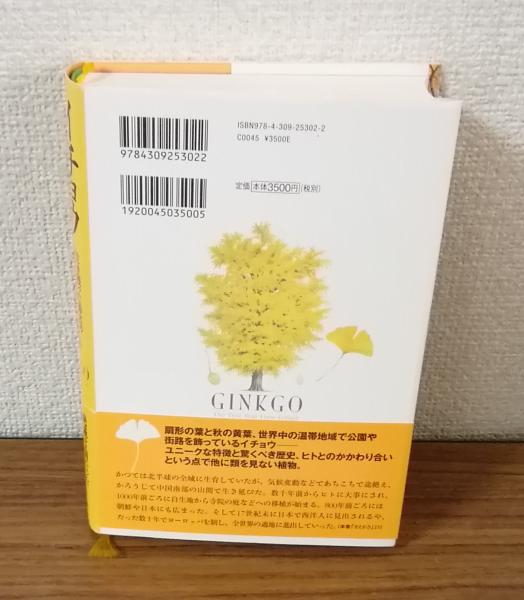 ISBN978-4-309-25302-2
C0045 ¥3500E
9784309253022
定価 本体3500円(税別)
1920045035005
イチョウ
GINKGO
The Tree That Time Forgot
扇形の葉と秋の黄葉、世界中の温帯地域で公園や
街路を飾っているイチョウ——
ユニークな特徴と驚くべき歴史、ヒトとのかかわり合い
という点で他に類を見ない植物。
かつては北半球の全域に生育していたが、気候変動などであちこちで途絶え、
かろうじて中国南部の山間で生き延びた。数千年前からヒトに大事にされ、
1000年前ごろに自生地から寺院の庭などへの移植が始まる。800年前ごろには
朝鮮や日本にも広まった。そして17世紀末に日本で西洋人に見出されるや、
たった数十年でヨーロッパを制し、全世界の適地に進出していった。